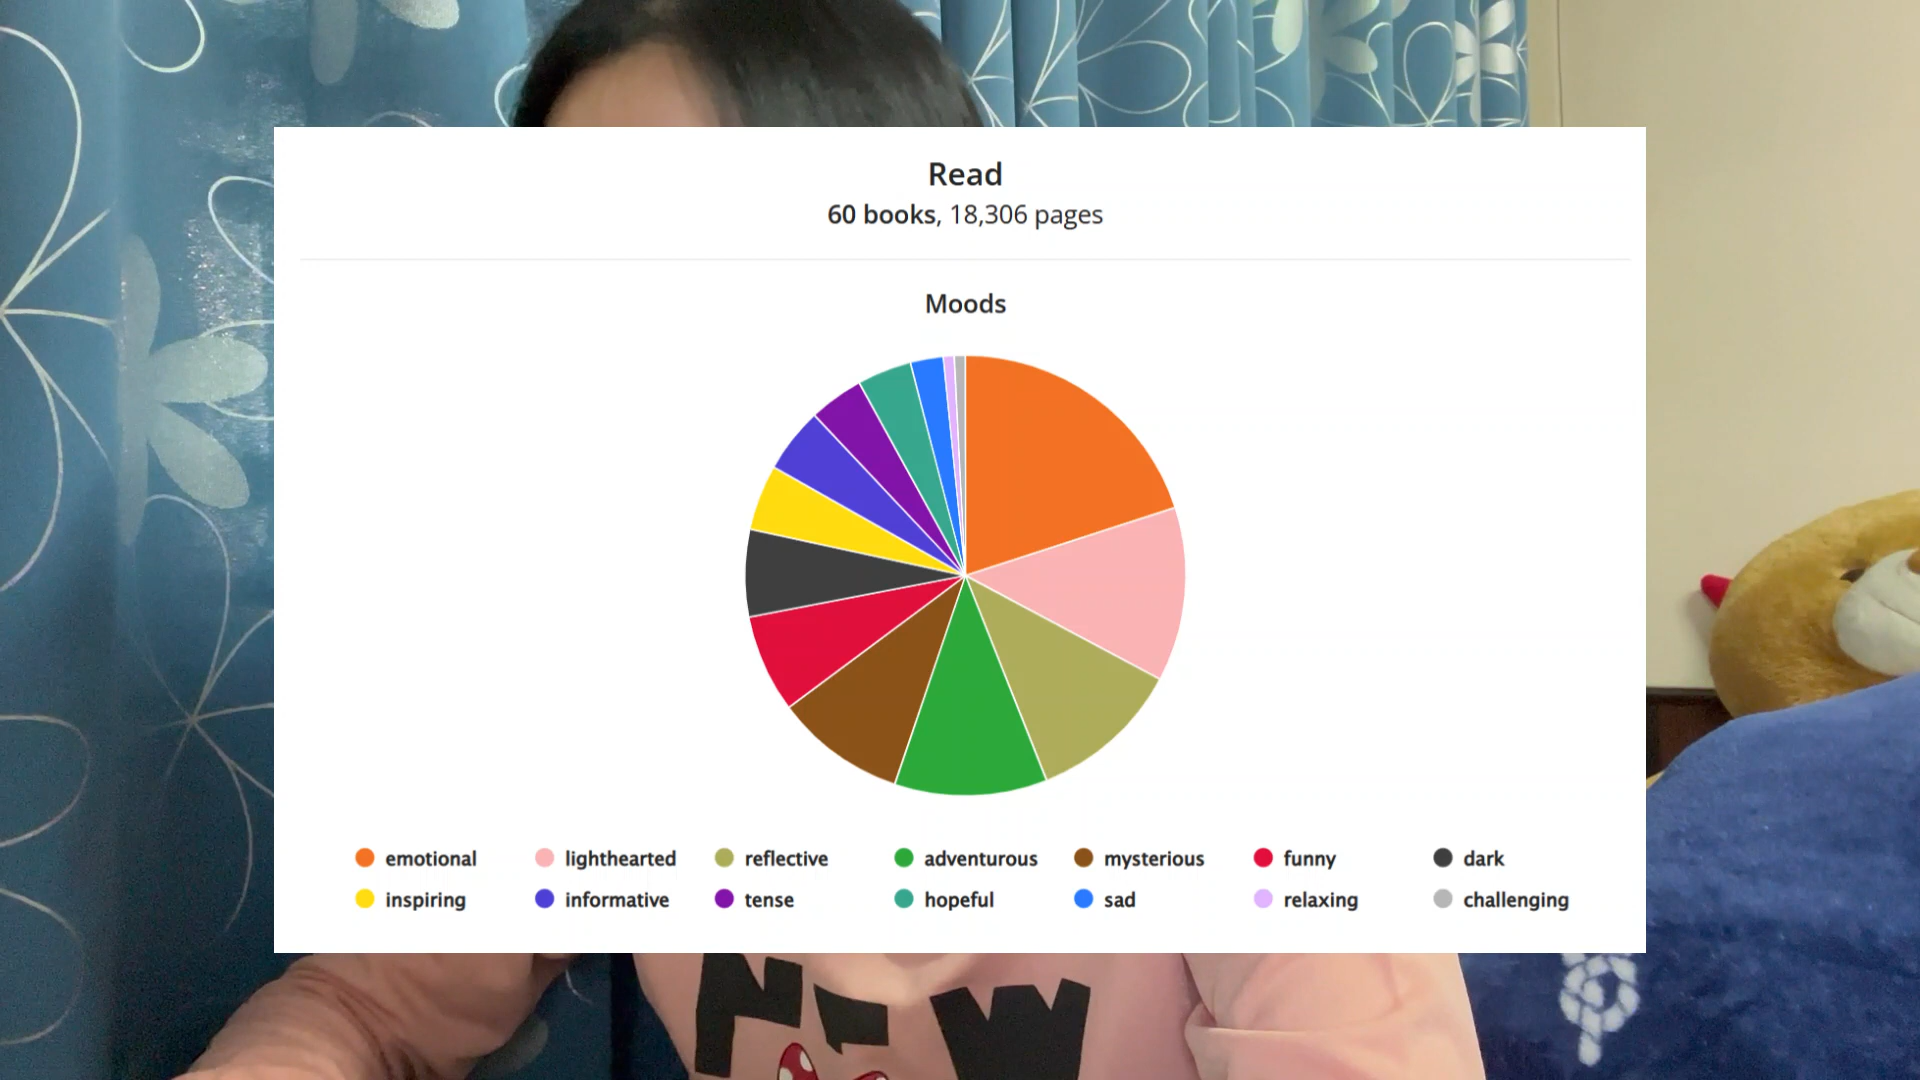 Read
60 books, 18,306 pages
Moods
emotional lighthearted reflective adventurous mysterious funny dark
inspiring informative tense hopeful sad relaxing challenging